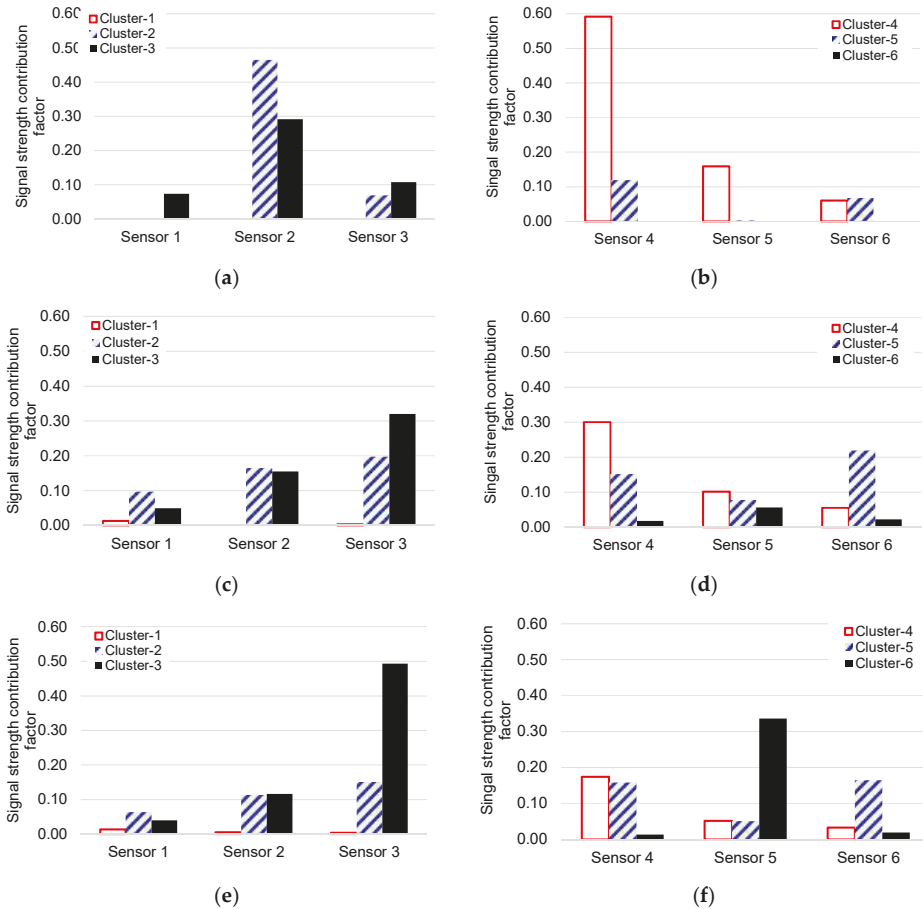 0.60
0.50
0.40
0.30
0.20
0.10
0.00
Signal strength contribution
factor
Cluster-1
Cluster-2
Cluster-3
Sensor 1
Sensor 2
Sensor 3
(a)
0.60
0.50
0.40
0.30
0.20
0.10
0.00
Singal strength contribution
factor
Cluster-4
Cluster-5
Cluster-6
Sensor 4
Sensor 5
Sensor 6
(b)
0.60
0.50
0.40
0.30
0.20
0.10
0.00
Signal strength contribution
factor
Cluster-1
Cluster-2
Cluster-3
Sensor 1
Sensor 2
Sensor 3
(c)
0.60
0.50
0.40
0.30
0.20
0.10
0.00
Singal strength contribution
factor
Cluster-4
Cluster-5
Cluster-6
Sensor 4
Sensor 5
Sensor 6
(d)
0.60
0.50
0.40
0.30
0.20
0.10
0.00
Signal strength contribution
factor
Cluster-1
Cluster-2
Cluster-3
Sensor 1
Sensor 2
Sensor 3
(e)
0.60
0.50
0.40
0.30
0.20
0.10
0.00
Singal strength contribution
factor
Cluster-4
Cluster-5
Cluster-6
Sensor 4
Sensor 5
Sensor 6
(f)